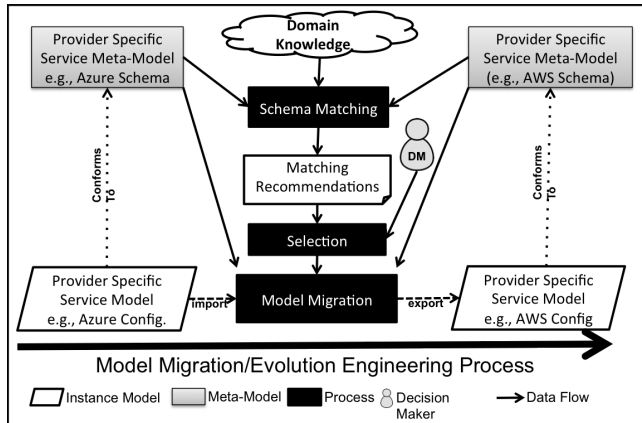 Domain
Knowledge
Provider Specific
Service Meta-Model
e.g., Azure Schema
Provider Specific
Service Meta-Model
(e.g., AWS Schema)
Schema Matching
DM
Matching
Recommendations
Conforms
To
Conforms
To
Selection
Provider Specific
Service Model
e.g., Azure Config.
import
Model Migration
export
Provider Specific
Service Model
e.g., AWS Config
Model Migration/Evolution Engineering Process
Instance Model
Meta-Model
Process
Decision
Maker
Data Flow